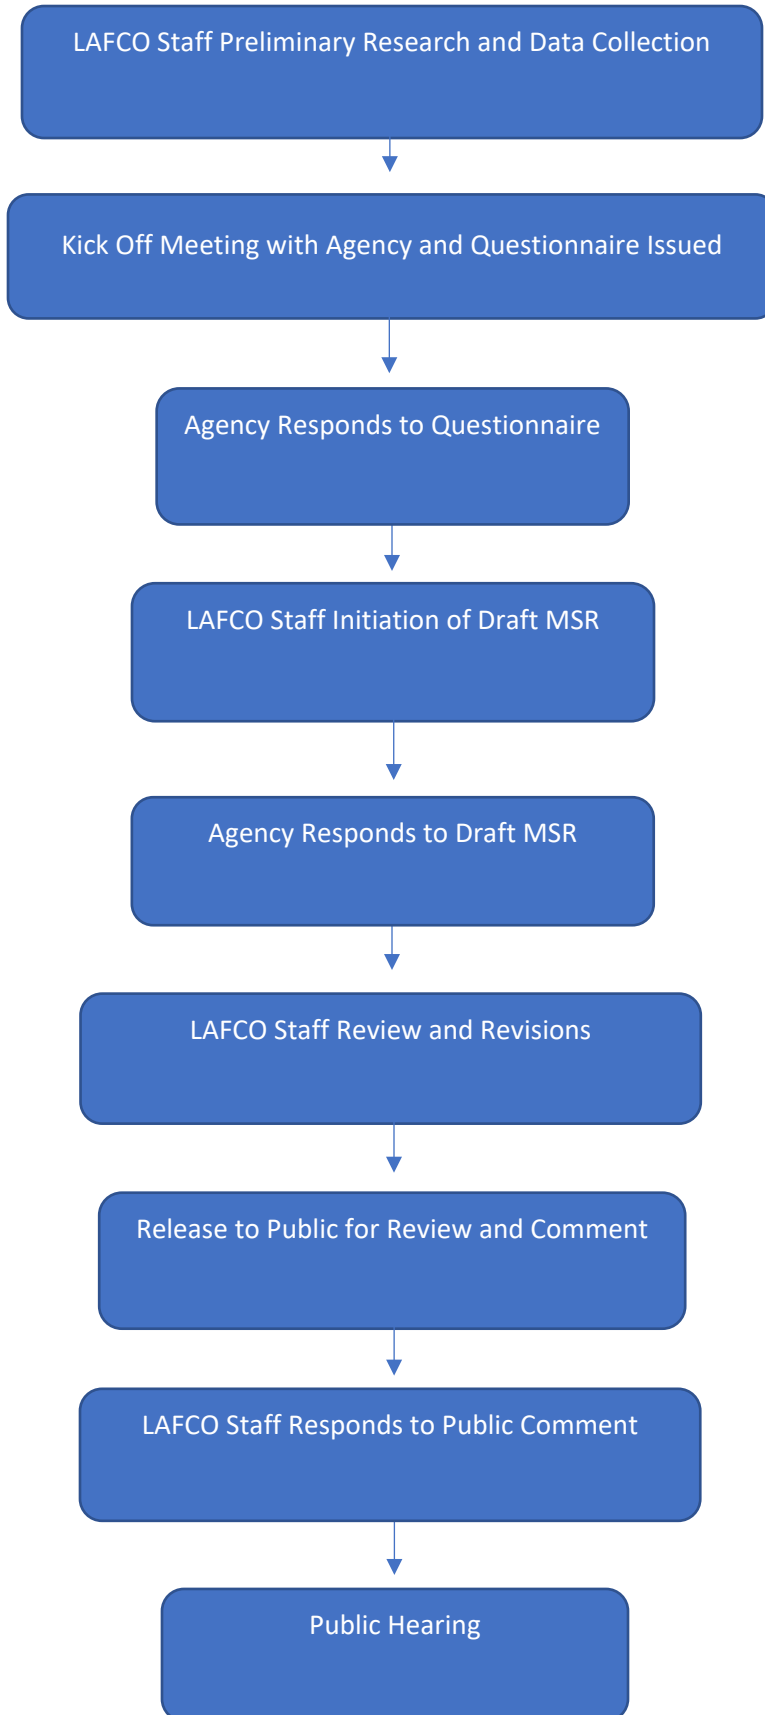 LAFCO Staff Preliminary Research and Data Collection
Kick Off Meeting with Agency and Questionnaire Issued
Agency Responds to Questionnaire
LAFCO Staff Initiation of Draft MSR
Agency Responds to Draft MSR
LAFCO Staff Review and Revisions
Release to Public for Review and Comment
LAFCO Staff Responds to Public Comment
Public Hearing